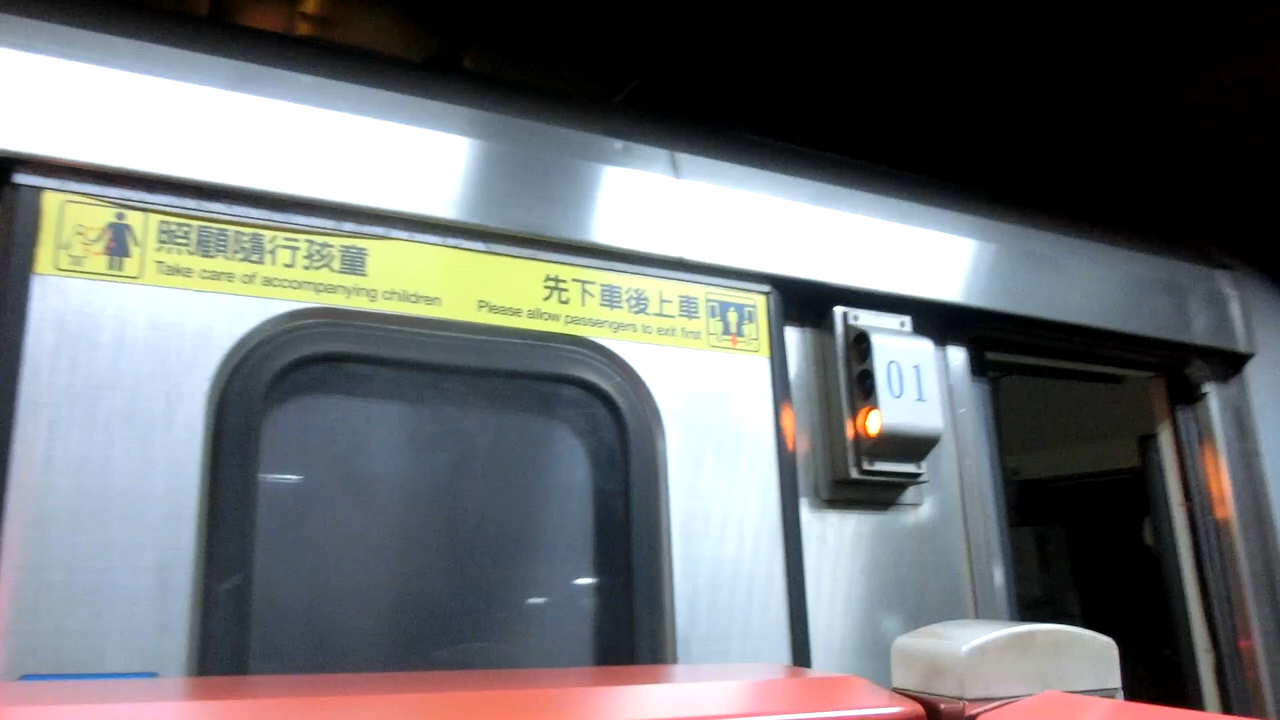 照顧隨行孩童
Take care of accompanying children
先下車後上車
Please allow passengers to exit first
01